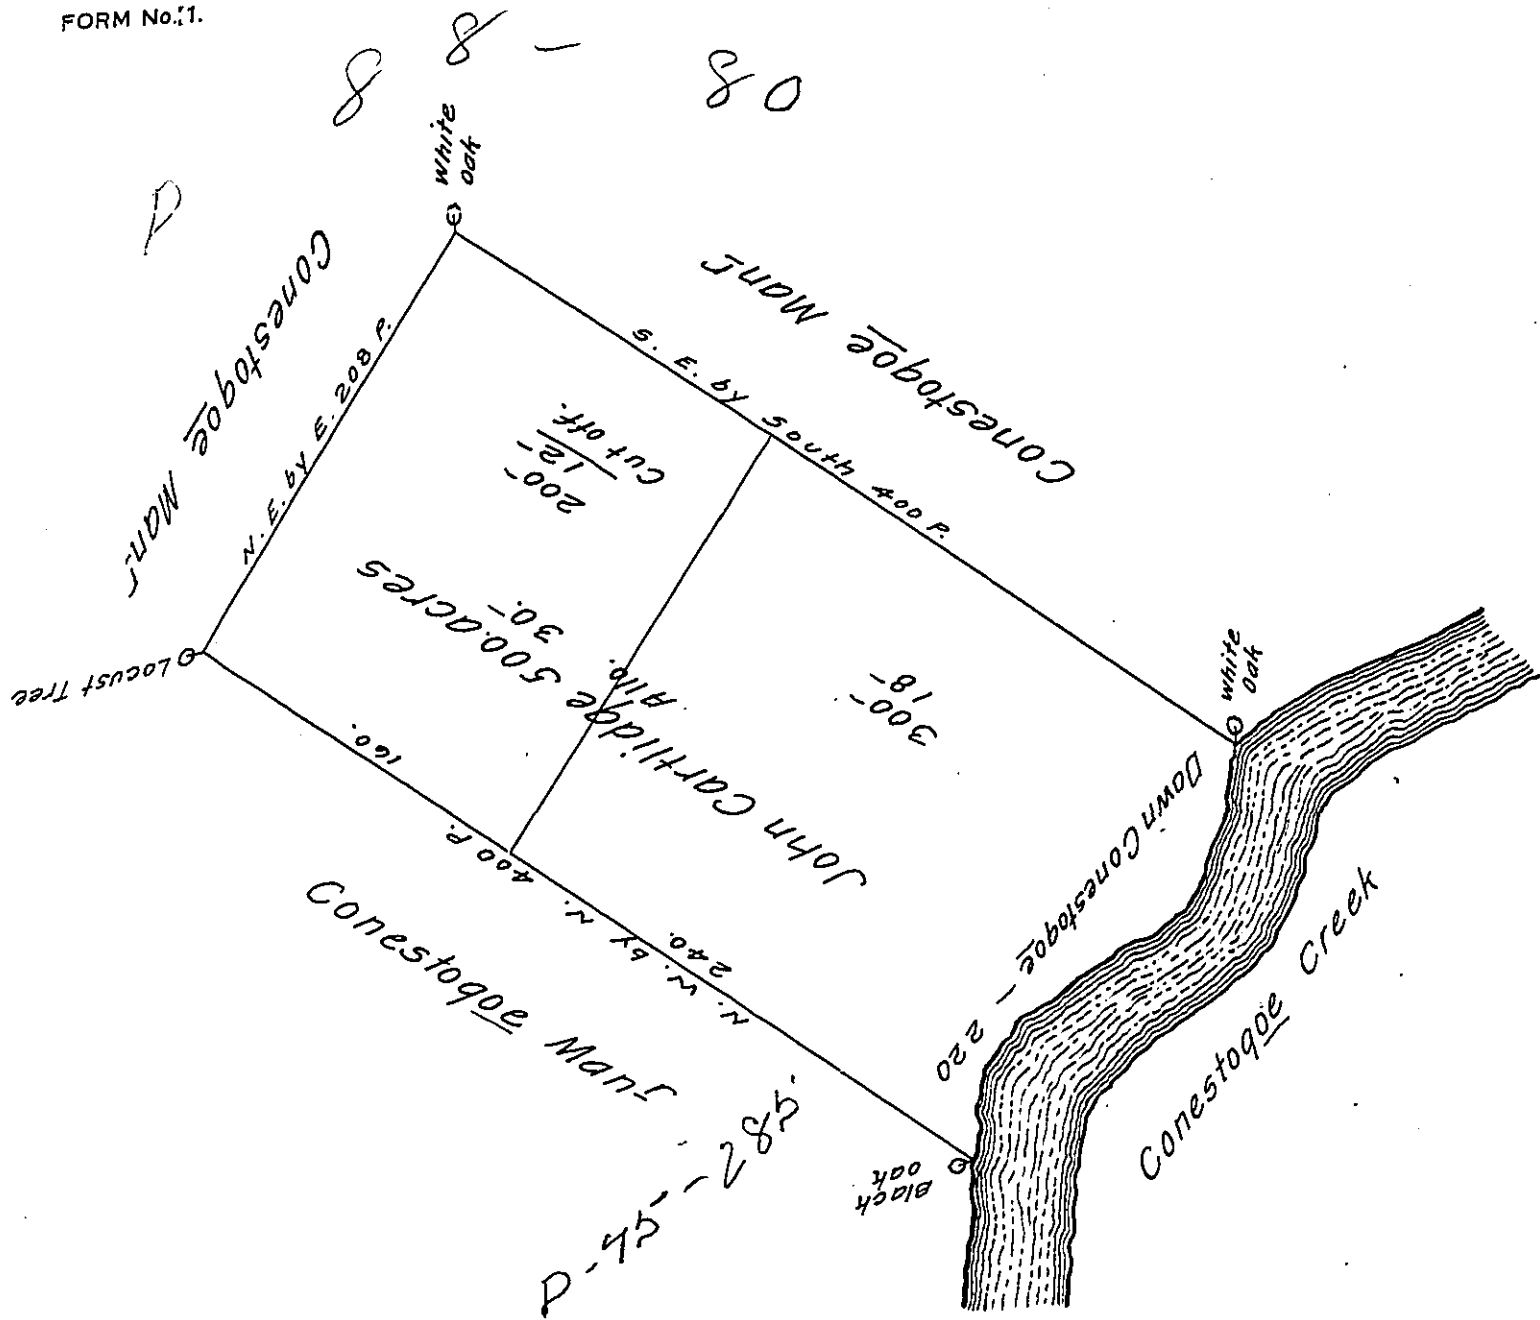 FORM No. 1.
P 88 - 80
white
oak
Conestogoe Manr
N. E. by E. 208 P.
Conestogoe Manr
S. E. by South 400 P.
200-
12-
Cut off.
John Cartlidge 500 acres
30.-
Allo.
300-
18-
Locust Tree
160.
N. W. by N. 400 P.
240.
Conestogoe Manr
white
oak
Down Conestogoe - 220
Conestogoe Creek
Black
oak